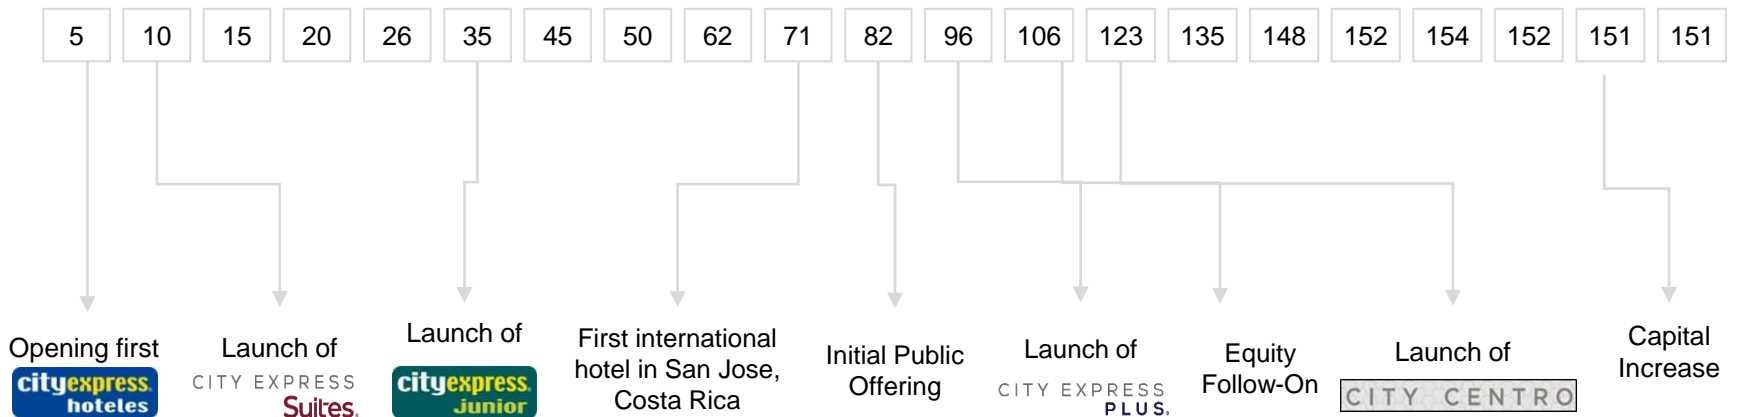 5 10 15 20 26 35 45 50 62 71 82 96 106 123 135 148 152 154 152 151 151
Opening first
cityexpress.
hoteles
Launch of
CITY EXPRESS
Suites.
Launch of
cityexpress.
Junior
First international
hotel in San Jose,
Costa Rica
Initial Public
Offering
Launch of
CITY EXPRESS
PLUS.
Equity
Follow-On
Launch of
CITY CENTRO
Capital
Increase